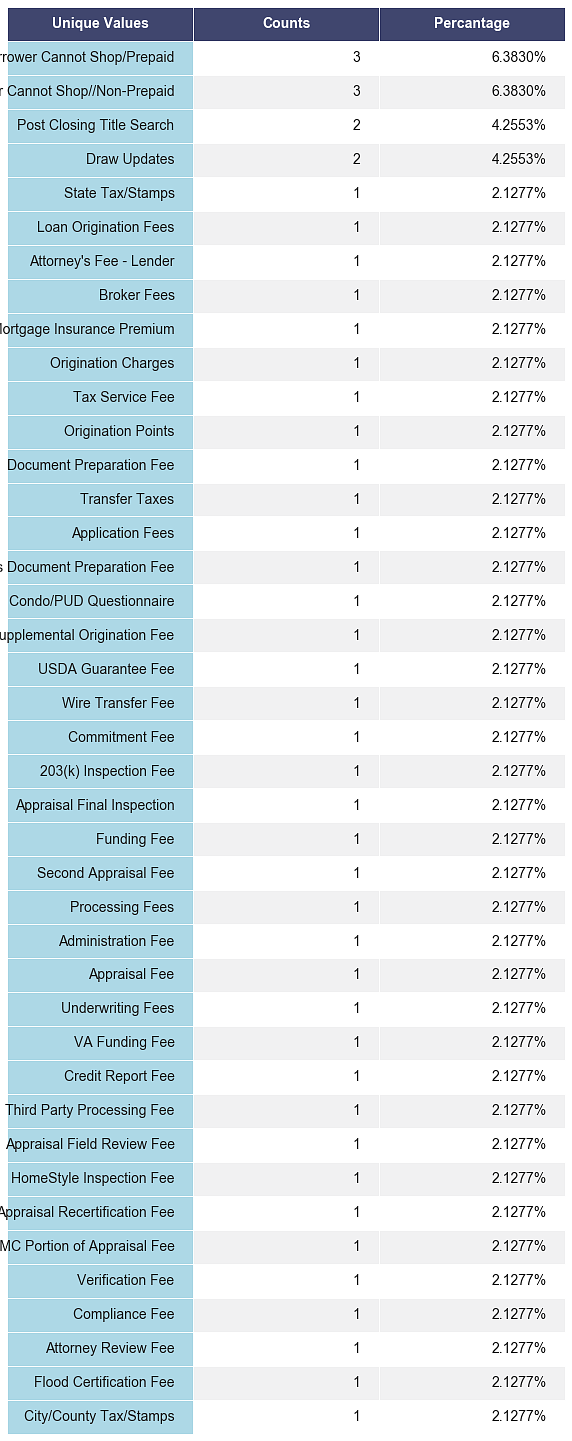 Unique Values Counts Percantage
Cannot Shop/Prepaid 3 6.3830%
Cannot Shop//Non-Prepaid 3 6.3830%
Post Closing Title Search 2 4.2553%
Draw Updates 2 4.2553%
State Tax/Stamps 1 2.1277%
Loan Origination Fees 1 2.1277%
Attorney's Fee - Lender 1 2.1277%
Broker Fees 1 2.1277%
Mortgage Insurance Premium 1 2.1277%
Origination Charges 1 2.1277%
Tax Service Fee 1 2.1277%
Origination Points 1 2.1277%
Document Preparation Fee 1 2.1277%
Transfer Taxes 1 2.1277%
Application Fees 1 2.1277%
s Document Preparation Fee 1 2.1277%
Condo/PUD Questionnaire 1 2.1277%
upplemental Origination Fee 1 2.1277%
USDA Guarantee Fee 1 2.1277%
Wire Transfer Fee 1 2.1277%
Commitment Fee 1 2.1277%
203(k) Inspection Fee 1 2.1277%
Appraisal Final Inspection 1 2.1277%
Funding Fee 1 2.1277%
Second Appraisal Fee 1 2.1277%
Processing Fees 1 2.1277%
Administration Fee 1 2.1277%
Appraisal Fee 1 2.1277%
Underwriting Fees 1 2.1277%
VA Funding Fee 1 2.1277%
Credit Report Fee 1 2.1277%
Third Party Processing Fee 1 2.1277%
Appraisal Field Review Fee 1 2.1277%
HomeStyle Inspection Fee 1 2.1277%
Appraisal Recertification Fee 1 2.1277%
MC Portion of Appraisal Fee 1 2.1277%
Verification Fee 1 2.1277%
Compliance Fee 1 2.1277%
Attorney Review Fee 1 2.1277%
Flood Certification Fee 1 2.1277%
City/County Tax/Stamps 1 2.1277%